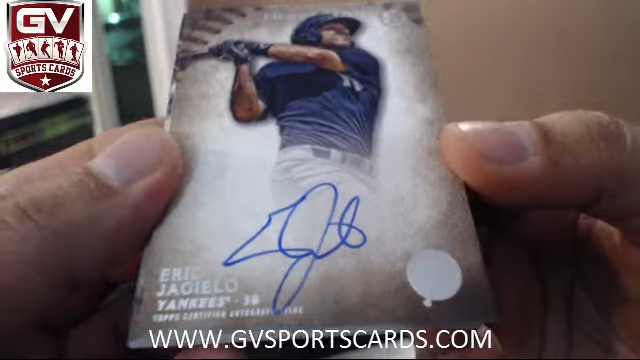 GV
SPORTS CARDS
ERIC
JAGIELO
YANKEES® - 3B
TOPPS CERTIFIED AUTOGRAPH ISSUE
WWW.GVSPORTSCARDS.COM